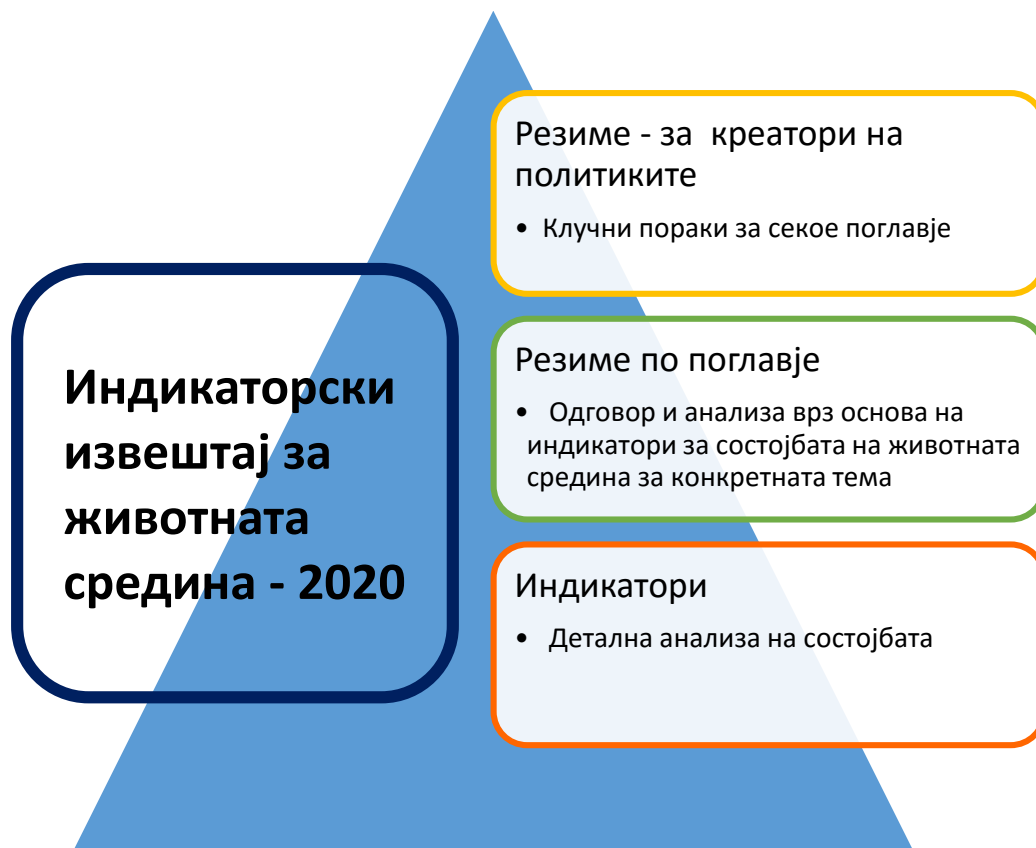 Индикаторски
извештај за
животната
средина - 2020
Резиме - за креатори на
политиките
• Клучни пораки за секое поглавје
Резиме по поглавје
• Одговор и анализа врз основа на
индикатори за состојбата на животната
средина за конкретната тема
Индикатори
• Детална анализа на состојбата